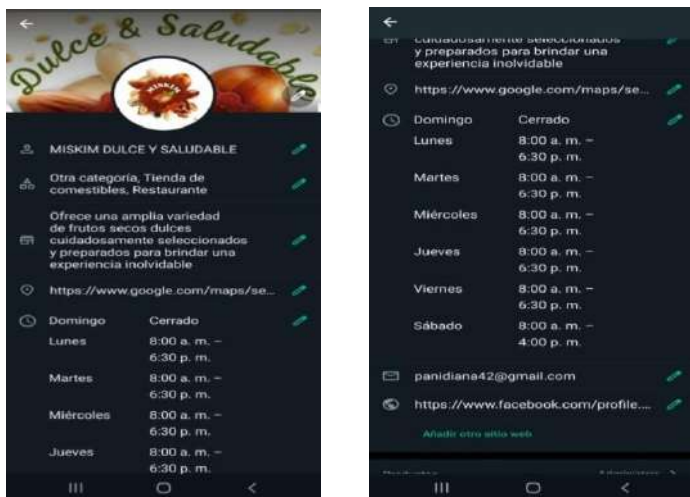 Dulce & Saludable
MISKIM
MISKIM DULCE Y SALUDABLE
Otra categoría, Tienda de
comestibles, Restaurante
Ofrece una amplia variedad
de frutos secos dulces
cuidadosamente seleccionados
y preparados para brindar una
experiencia inolvidable
https://www.google.com/maps/se...
Domingo Cerrado
Lunes 8:00 a. m. –
6:30 p. m.
Martes 8:00 a. m. –
6:30 p. m.
Miércoles 8:00 a. m. –
6:30 p. m.
Jueves 8:00 a. m. –
6:30 p. m.
cuidadosamente seleccionados
y preparados para brindar una
experiencia inolvidable
https://www.google.com/maps/se...
Domingo Cerrado
Lunes 8:00 a. m. –
6:30 p. m.
Martes 8:00 a. m. –
6:30 p. m.
Miércoles 8:00 a. m. –
6:30 p. m.
Jueves 8:00 a. m. –
6:30 p. m.
Viernes 8:00 a. m. –
6:30 p. m.
Sábado 8:00 a. m. –
4:00 p. m.
panidiana42@gmail.com
https://www.facebook.com/profile....
Añadir otro sitio web